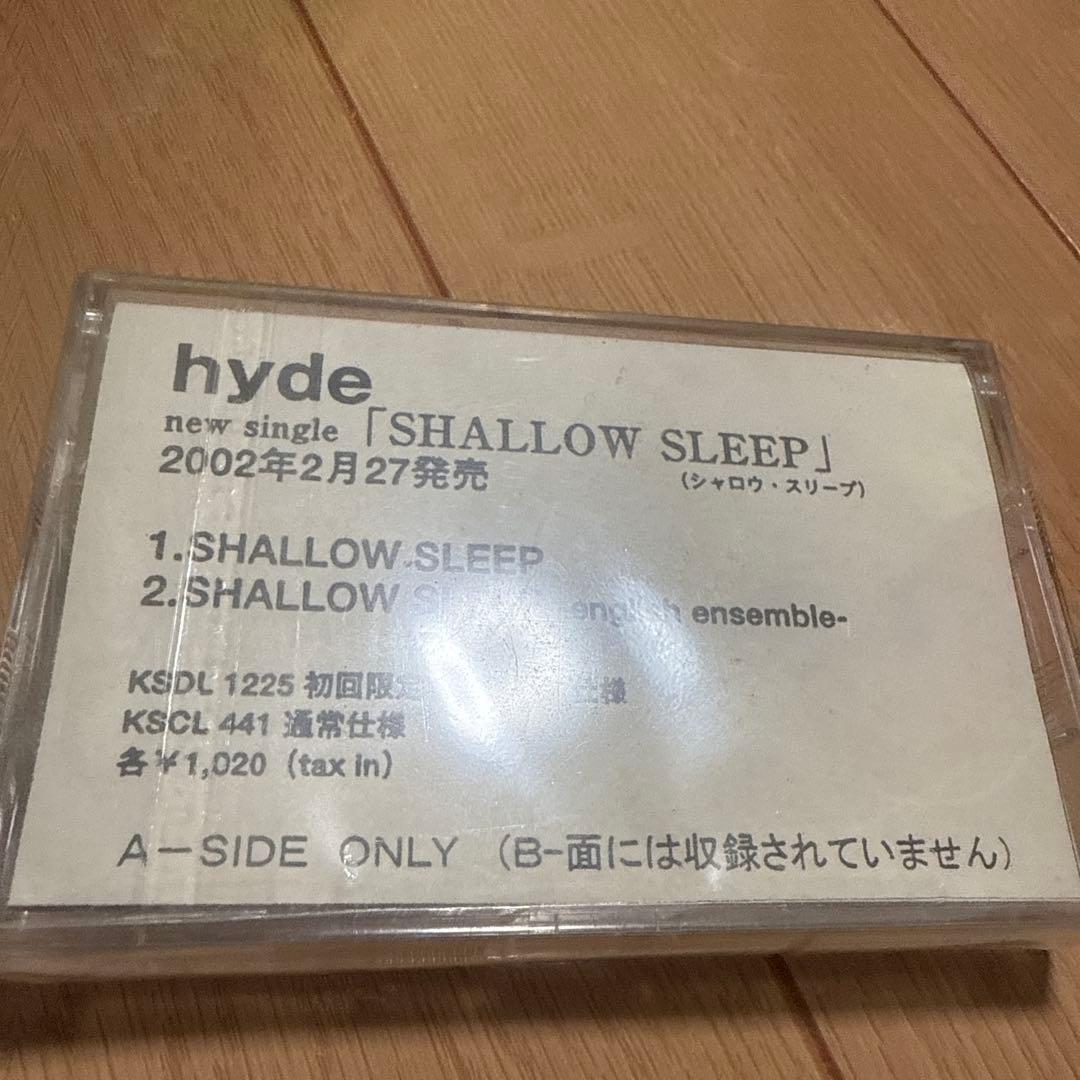 hyde
new single「SHALLOW SLEEP」
2002年2月27発売
（シャロウ・スリープ）
1.SHALLOW SLEEP
2.SHALLOW english ensemble-
KSDL 1225 初回限定 仕様
KSCL 441 通常仕様
各¥1,020（tax in）
A−SIDE ONLY （B-面には収録されていません）